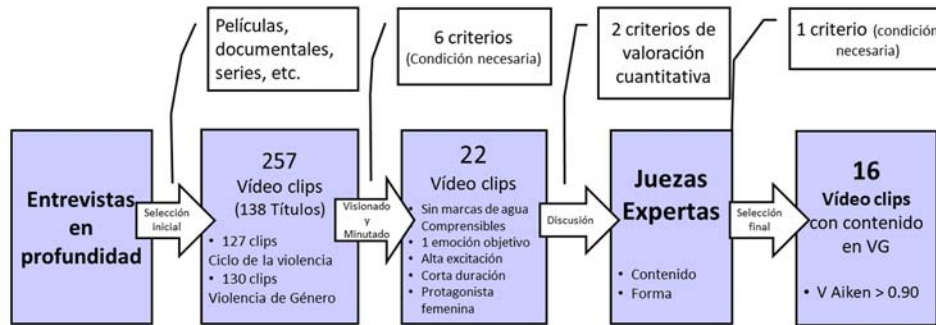 Películas,
documentales,
series, etc.
6 criterios
(Condición necesaria)
2 criterios de
valoración
cuantitativa
1 criterio (condición
necesaria)
Entrevistas
en
profundidad
Selección
inicial
257
Vídeo clips
(138 Títulos)
• 127 clips
Ciclo de la violencia
• 130 clips
Violencia de Género
Visionado
y
Minutado
22
Vídeo clips
• Sin marcas de agua
Comprensibles
• 1 emoción objetivo
• Alta excitación
• Corta duración
• Protagonista
femenina
Discusión
Juezas
Expertas
• Contenido
• Forma
Selección
final
16
Vídeo clips
con contenido
en VG
• V Aiken > 0.90